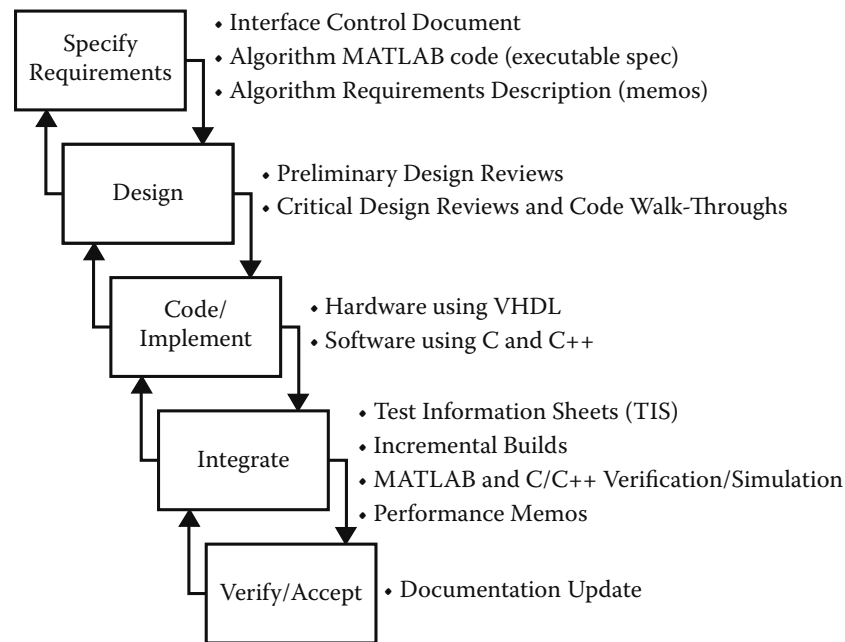 Specify
Requirements
• Interface Control Document
• Algorithm MATLAB code (executable spec)
• Algorithm Requirements Description (memos)
Design
• Preliminary Design Reviews
• Critical Design Reviews and Code Walk-Throughs
Code/
Implement
• Hardware using VHDL
• Software using C and C++
Integrate
• Test Information Sheets (TIS)
• Incremental Builds
• MATLAB and C/C++ Verification/Simulation
• Performance Memos
Verify/Accept
• Documentation Update